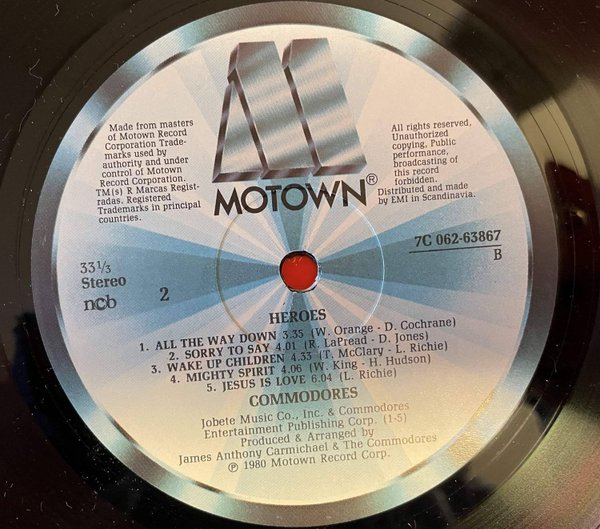 Made from masters
of Motown Record
Corporation Trade-
marks used by
authority and under
control of Motown
Record Corporation.
TM(s) R Marcas Regis-
radas. Registered
Trademarks in principal
countries.
MOTOWN®
All rights reserved.
Unauthorized
copying, Public
performance,
broadcasting of
this record
forbidden.
Distributed and made
by EMI in Scandinavia.
33 1/3
Stereo
ncb
2
7C 062-63867
B
HEROES
1. ALL THE WAY DOWN 3.35 (W. Orange - D. Cochrane)
2. SORRY TO SAY 4.01 (R. LaPread - D. Jones)
3. WAKE UP CHILDREN 4.33 (T. McClary - L. Richie)
4. MIGHTY SPIRIT 4.06 (W. King - H. Hudson)
5. JESUS IS LOVE 6.04 (L. Richie)
COMMODORES
Jobete Music Co., Inc. & Commodores
Entertainment Publishing Corp. (1-5)
Produced & Arranged by
James Anthony Carmichael & The Commodores
℗ 1980 Motown Record Corp.